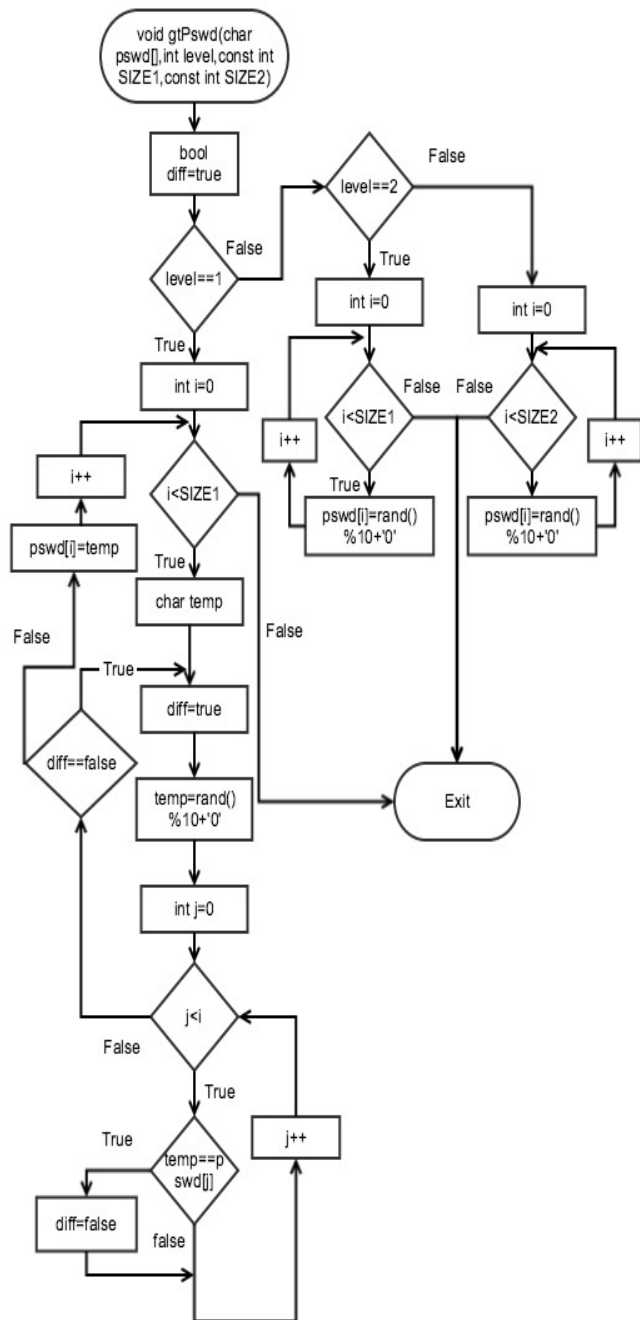 void gtPswd(char
pswd[],int level,const int
SIZE1,const int SIZE2)
bool
diff=true
level==1
False
True
level==2
False
True
int i=0
i<SIZE1
False
True
pswd[i]=rand()
%10+'0'
i++
int i=0
i<SIZE2
False
pswd[i]=rand()
%10+'0'
i++
int i=0
i<SIZE1
True
False
i++
pswd[i]=temp
char temp
False
True
diff=true
diff==false
temp=rand()
%10+'0'
Exit
int j=0
j<i
False
True
temp==p
swd[j]
True
false
diff=false
j++